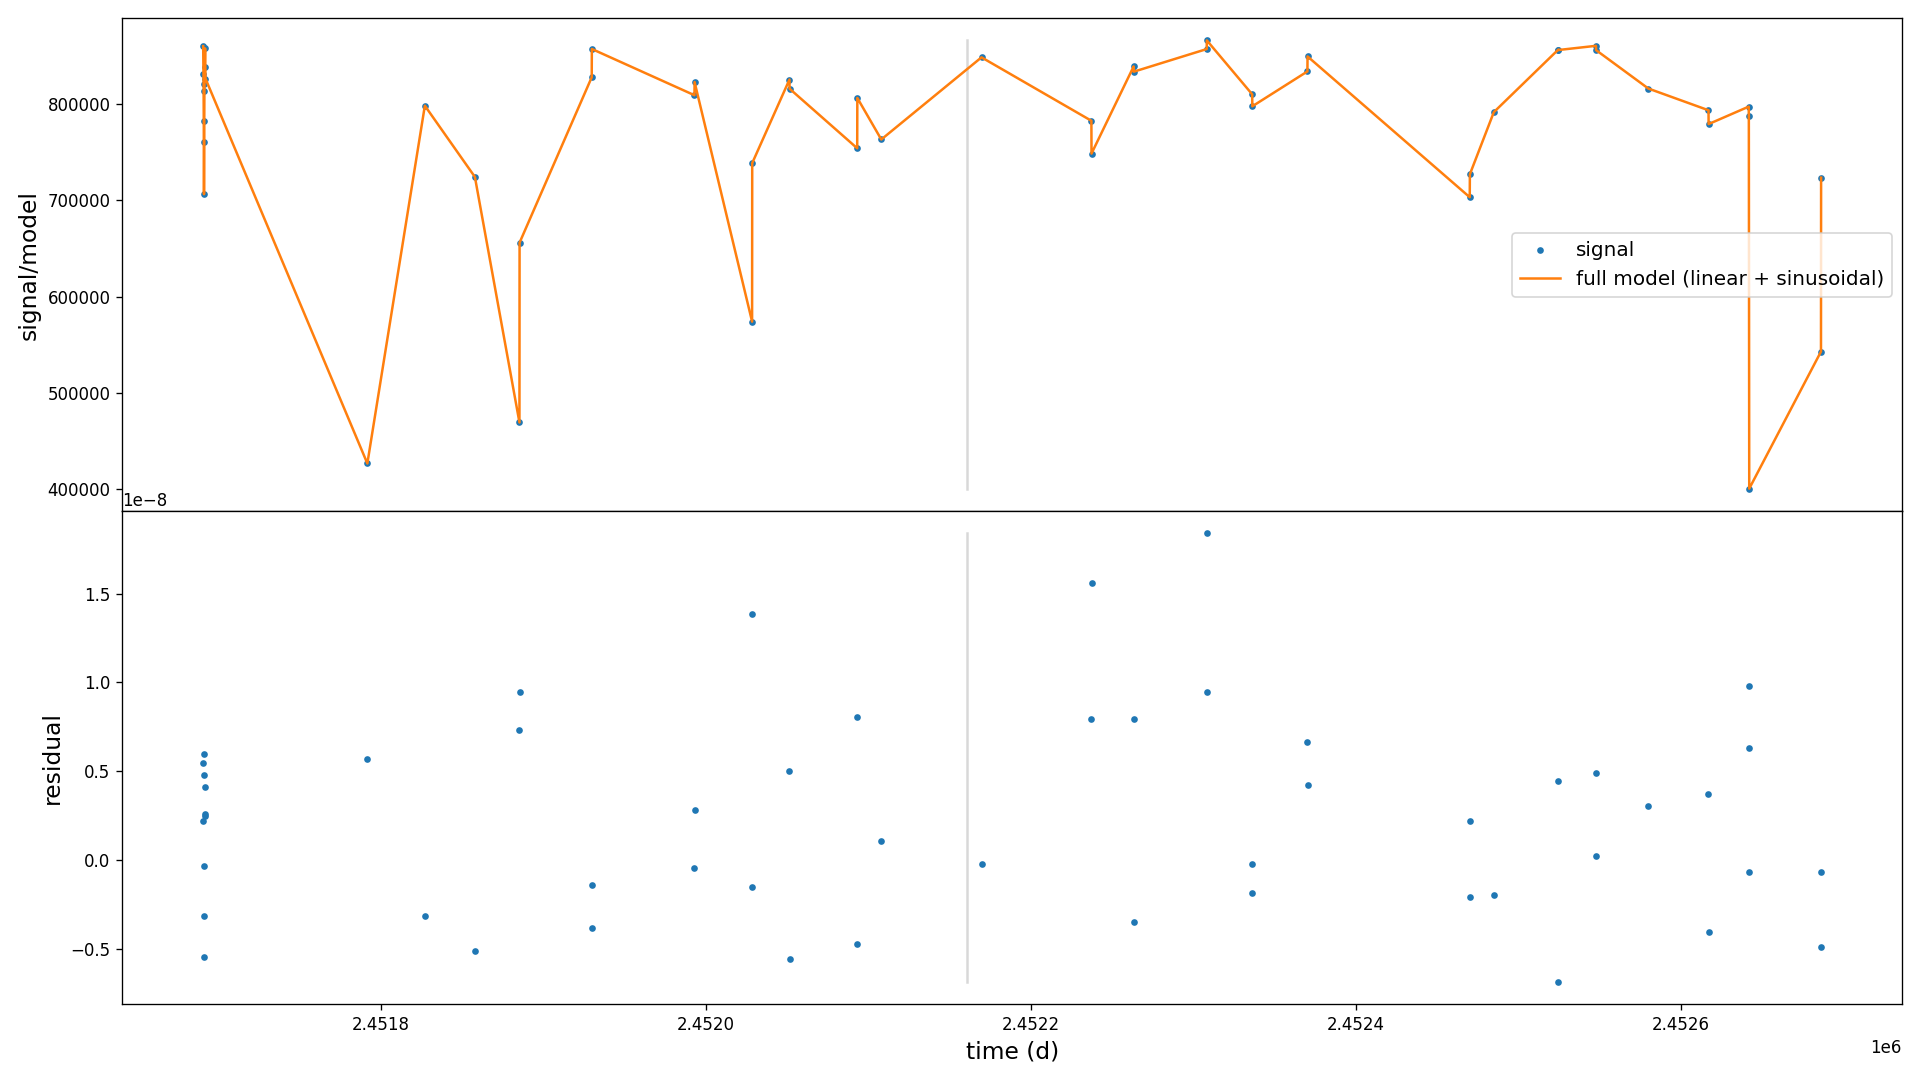 800000
700000
600000
500000
400000
signal/model
signal
full model (linear + sinusoidal)
1e−8
1.5
1.0
0.5
0.0
−0.5
residual
2.4518
2.4520
2.4522
2.4524
2.4526
time (d)
1e6